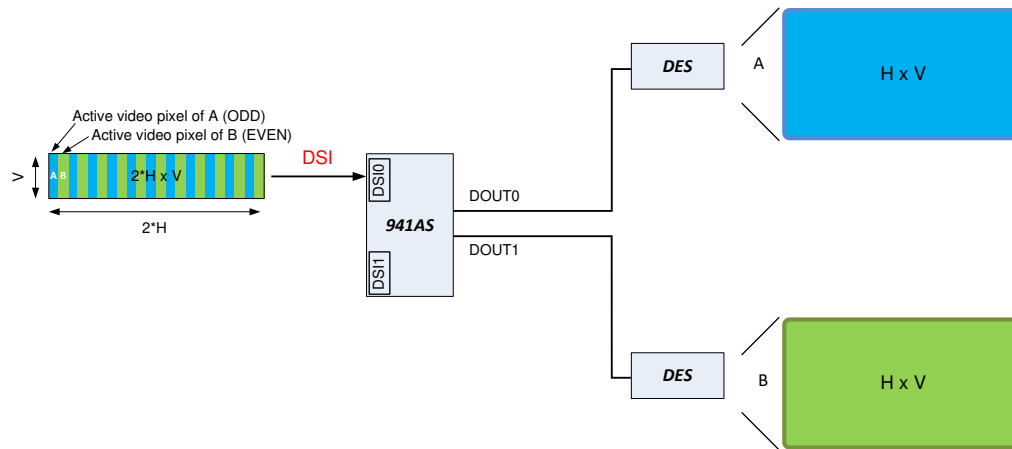 Active video pixel of A (ODD)
Active video pixel of B (EVEN)
V
A B
2*H x V
2*H
DSI
DSI0
941AS
DSI1
DOUT0
DOUT1
DES
A
H x V
DES
B
H x V